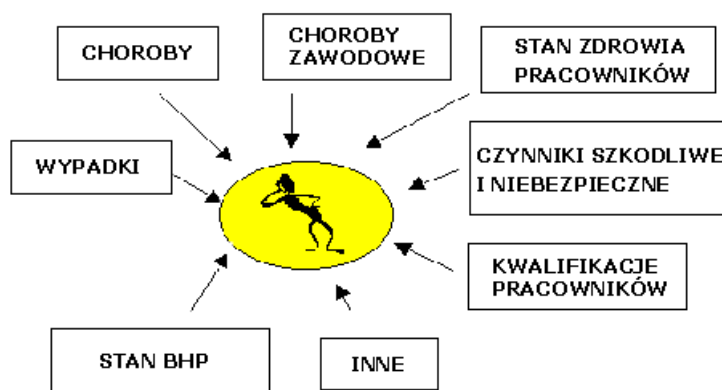 CHOROBY
CHOROBY
ZAWODOWE
STAN ZDROWIA
PRACOWNIKÓW
WYPADKI
CZYNNIKI SZKODLIWE
I NIEBEZPIECZNE
KWALIFIKACJE
PRACOWNIKÓW
STAN BHP
INNE